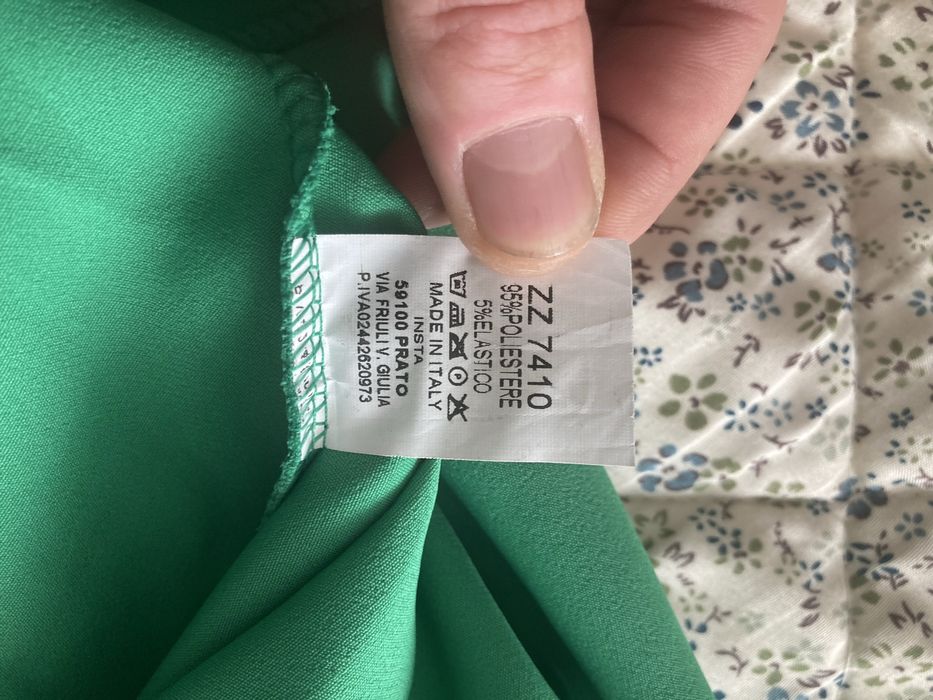 ZZ 7410
95%POLIESTERE
5%ELASTICO
MADE IN ITALY
INSTA
59100 PRATO
VIA FRIULI V. GIULIA
P.IVA02442620973